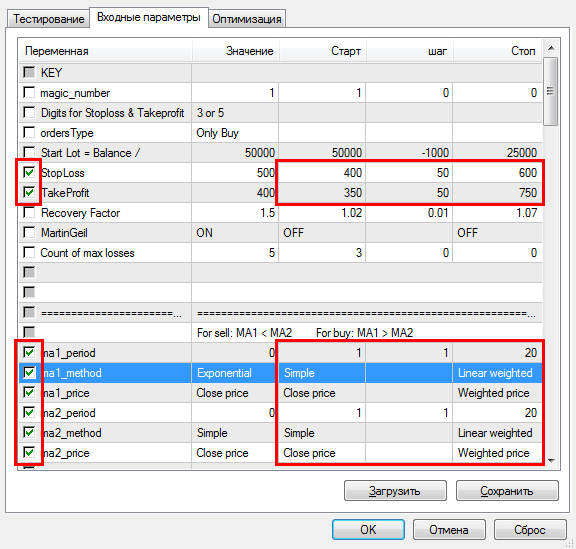 Тестирование Входные параметры Оптимизация
Переменная Значение Старт шаг Стоп
KEY
magic_number 1 1 0 0
Digits for Stoploss & Takeprofit 3 or 5
ordersType Only Buy
Start Lot = Balance / 50000 50000 -1000 25000
StopLoss 500 400 50 600
TakeProfit 400 350 50 750
Recovery Factor 1.5 1.02 0.01 1.07
MartinGeil ON OFF OFF
Count of max losses 5 3 0 0
======================... =======================================================...
For sell: MA1 < MA2 For buy: MA1 > MA2
ma1_period 0 1 1 20
ma1_method Exponential Simple Linear weighted
ma1_price Close price Close price Weighted price
ma2_period 0 1 1 20
ma2_method Simple Simple Linear weighted
ma2_price Close price Close price Weighted price
Загрузить Сохранить
OK Отмена Сброс